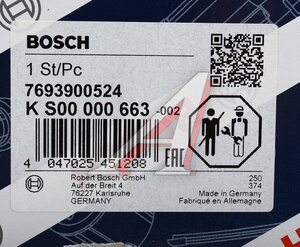 BOSCH
1 St/Pc
7693900524
K S00 000 663 -002
4 047025 451208
EAC
Robert Bosch GmbH
Auf der Breit 4
76227 Karlsruhe
GERMANY
250
374
Made in Germany
Fabriqué en Allemagne
BOSCH